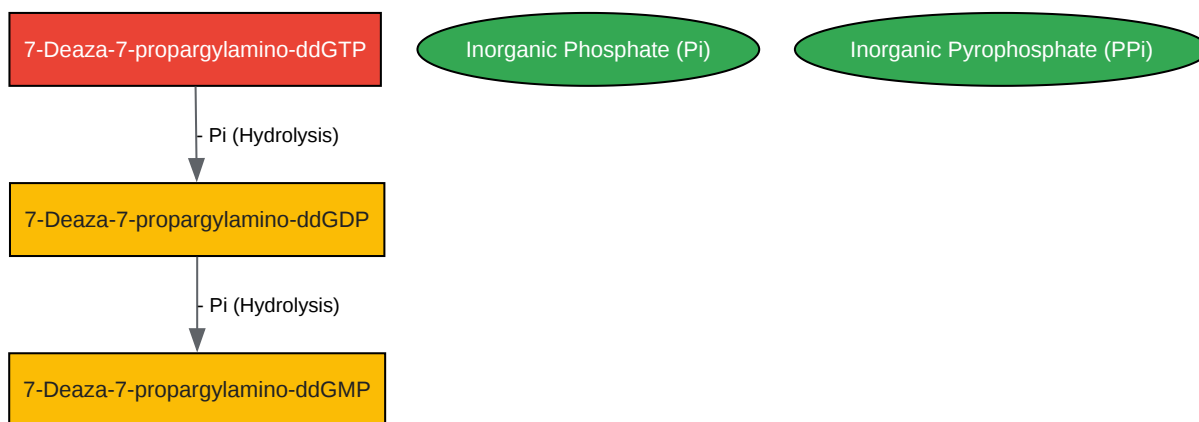 7-Deaza-7-propargylamino-ddGTP
Inorganic Phosphate (Pi)
Inorganic Pyrophosphate (PPi)
- Pi (Hydrolysis)
7-Deaza-7-propargylamino-ddGDP
- Pi (Hydrolysis)
7-Deaza-7-propargylamino-ddGMP